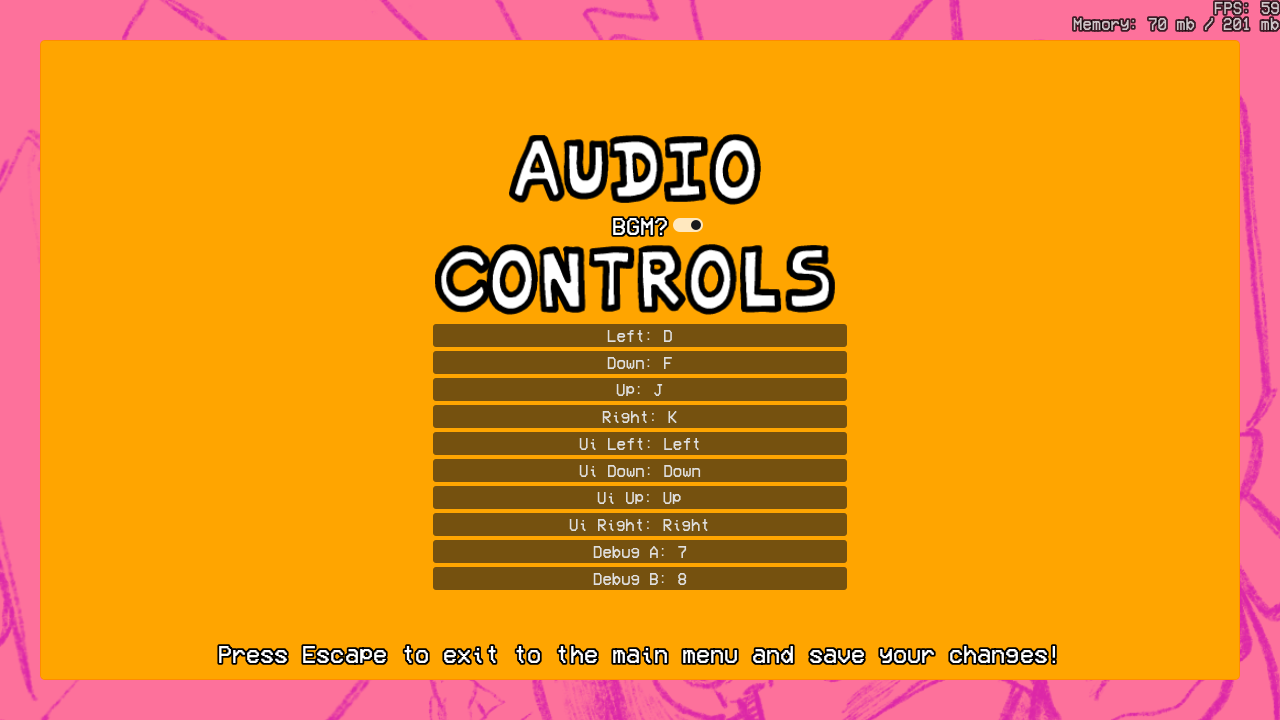 FPS: 59
Memory: 70 mb / 201 mb
AUDIO
BGM?
CONTROLS
Left: D
Down: F
Up: J
Right: K
Ui Left: Left
Ui Down: Down
Ui Up: Up
Ui Right: Right
Debug A: 7
Debug B: 8
Press Escape to exit to the main menu and save your changes!